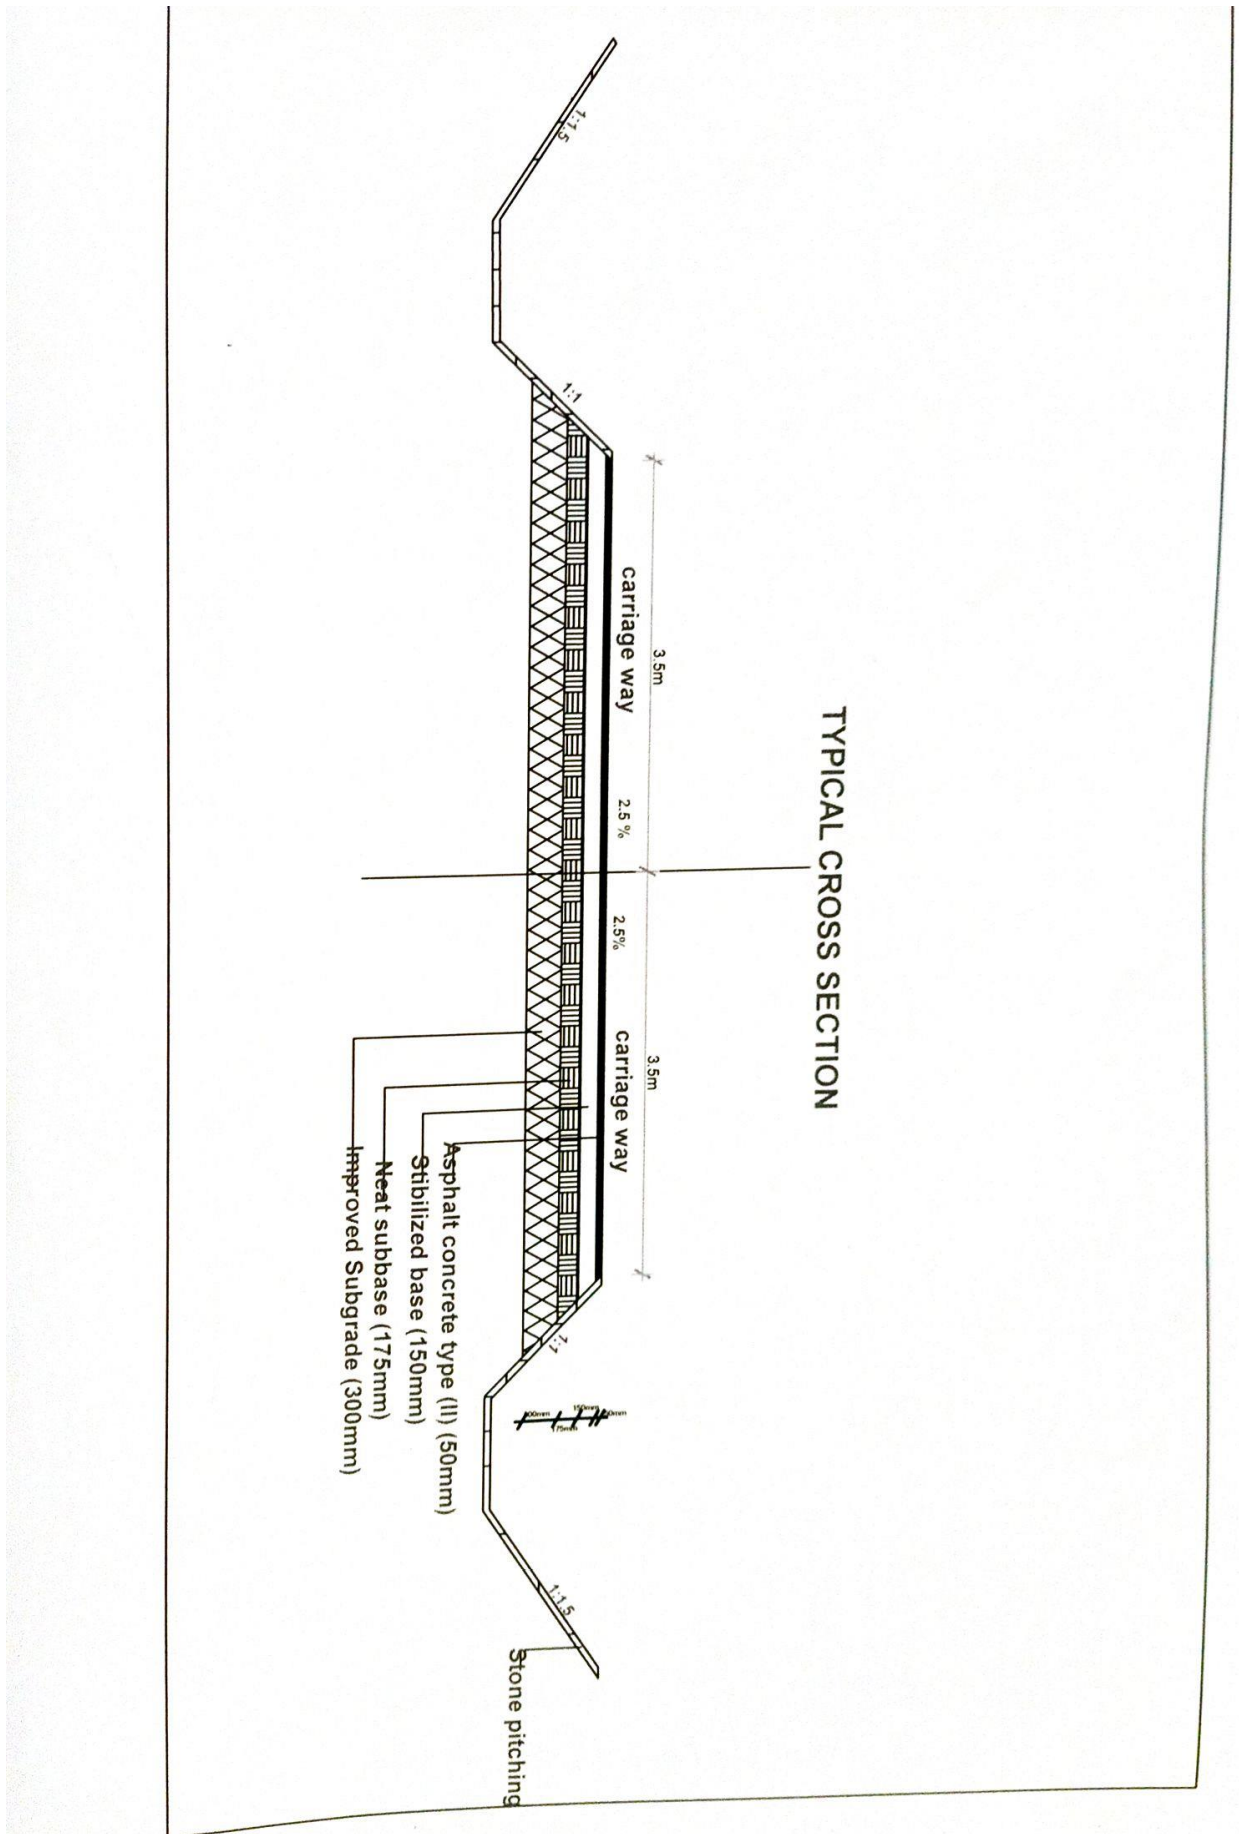 TYPICAL CROSS SECTION
3.5m
3.5m
carriage way
2.5 %
2.5%
carriage way
1:1.5
1:1
1:1
1:1.5
150mm
175mm
Asphalt concrete type (II) (50mm)
Stibilized base (150mm)
Neat subbase (175mm)
Improved Subgrade (300mm)
Stone pitching